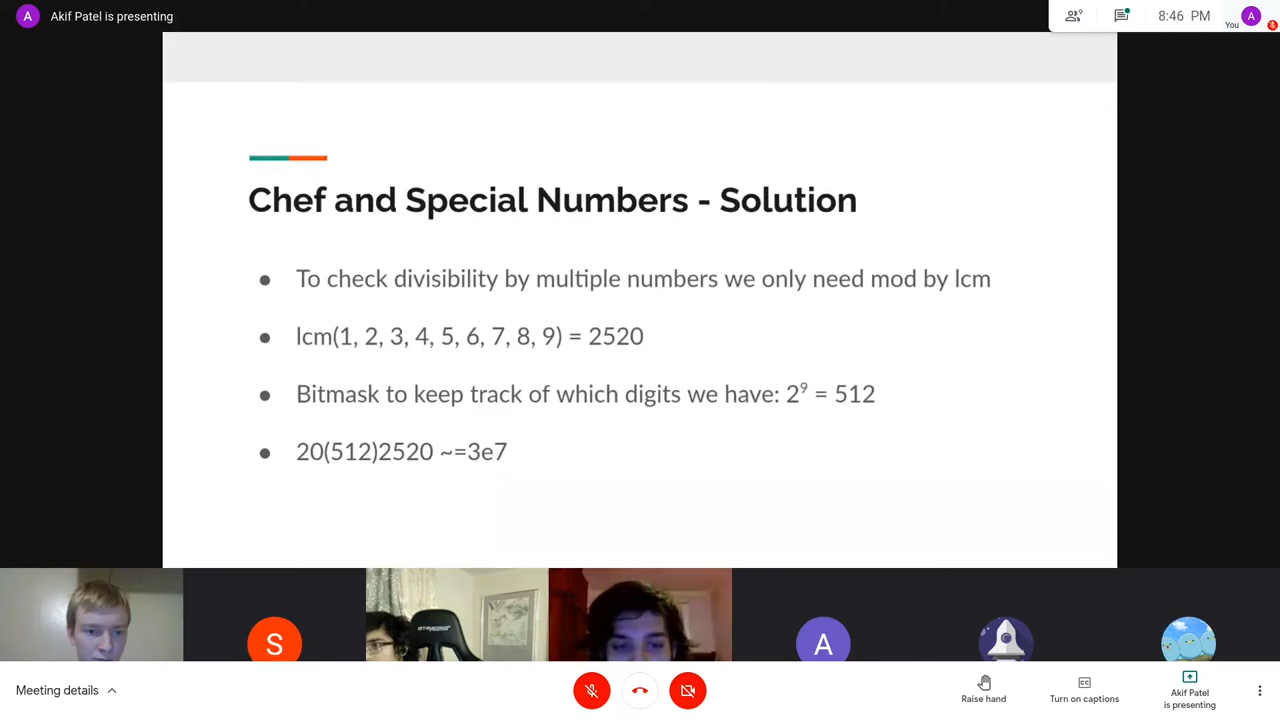 A
Akif Patel is presenting
9
8:46 PM
A
You
Chef and Special Numbers - Solution
● To check divisibility by multiple numbers we only need mod by lcm
● lcm(1, 2, 3, 4, 5, 6, 7, 8, 9) = 2520
● Bitmask to keep track of which digits we have: 2⁹ = 512
● 20(512)2520 ~=3e7
S
A
Meeting details
Raise hand
CC
Turn on captions
Akif Patel
is presenting